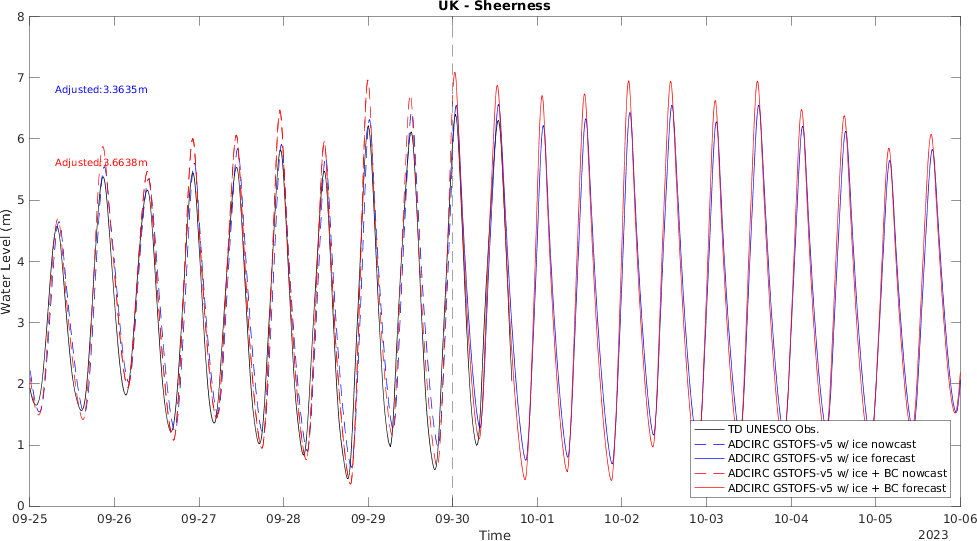 UK - Sheerness
8
7
6
5
4
3
2
1
0
Water Level (m)
Adjusted:3.3635m
Adjusted:3.6638m
TD UNESCO Obs.
ADCIRC GSTOFS-v5 w/ ice nowcast
ADCIRC GSTOFS-v5 w/ ice forecast
ADCIRC GSTOFS-v5 w/ ice + BC nowcast
ADCIRC GSTOFS-v5 w/ ice + BC forecast
09-25 09-26 09-27 09-28 09-29 09-30 10-01 10-02 10-03 10-04 10-05 10-06
Time
2023